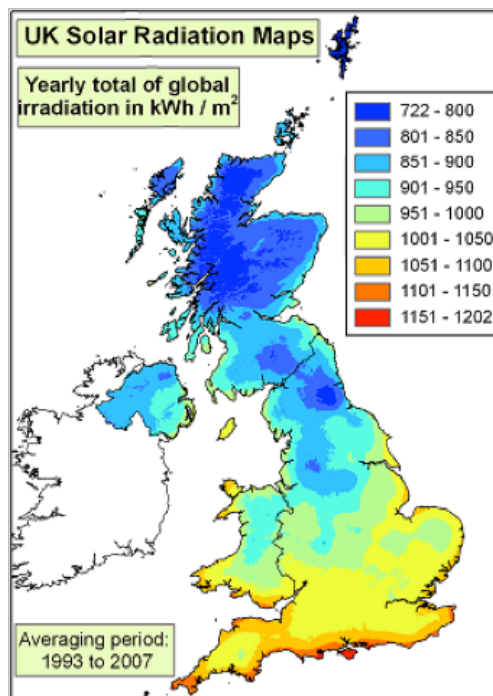 UK Solar Radiation Maps
Yearly total of global
irradiation in kWh / m²
722 - 800
801 - 850
851 - 900
901 - 950
951 - 1000
1001 - 1050
1051 - 1100
1101 - 1150
1151 - 1202
Averaging period:
1993 to 2007